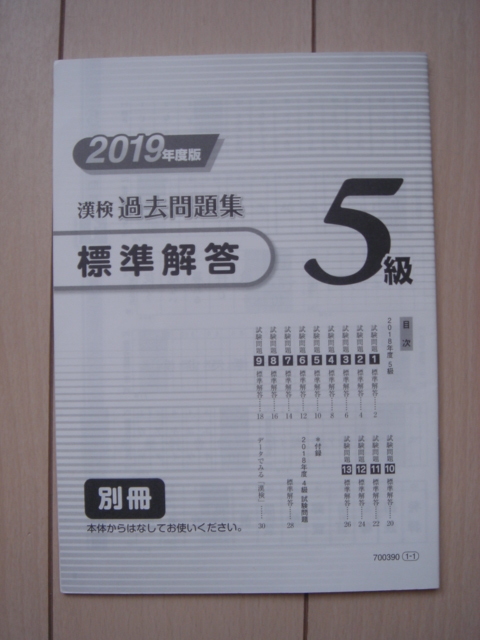 2019年度版
漢検 過去問題集
標準解答
5級
目次
2018年度 5級
試験問題 1 標準解答 2
試験問題 2 標準解答 4
試験問題 3 標準解答 6
試験問題 4 標準解答 8
試験問題 5 標準解答 10
試験問題 6 標準解答 12
試験問題 7 標準解答 14
試験問題 8 標準解答 16
試験問題 9 標準解答 18
試験問題 10 標準解答 20
試験問題 11 標準解答 22
試験問題 12 標準解答 24
試験問題 13 標準解答 26
*付録
2018年度 4級 試験問題
標準解答 28
データでみる「漢検」 30
別冊
本体からはなしてお使いください。
700390 1-1